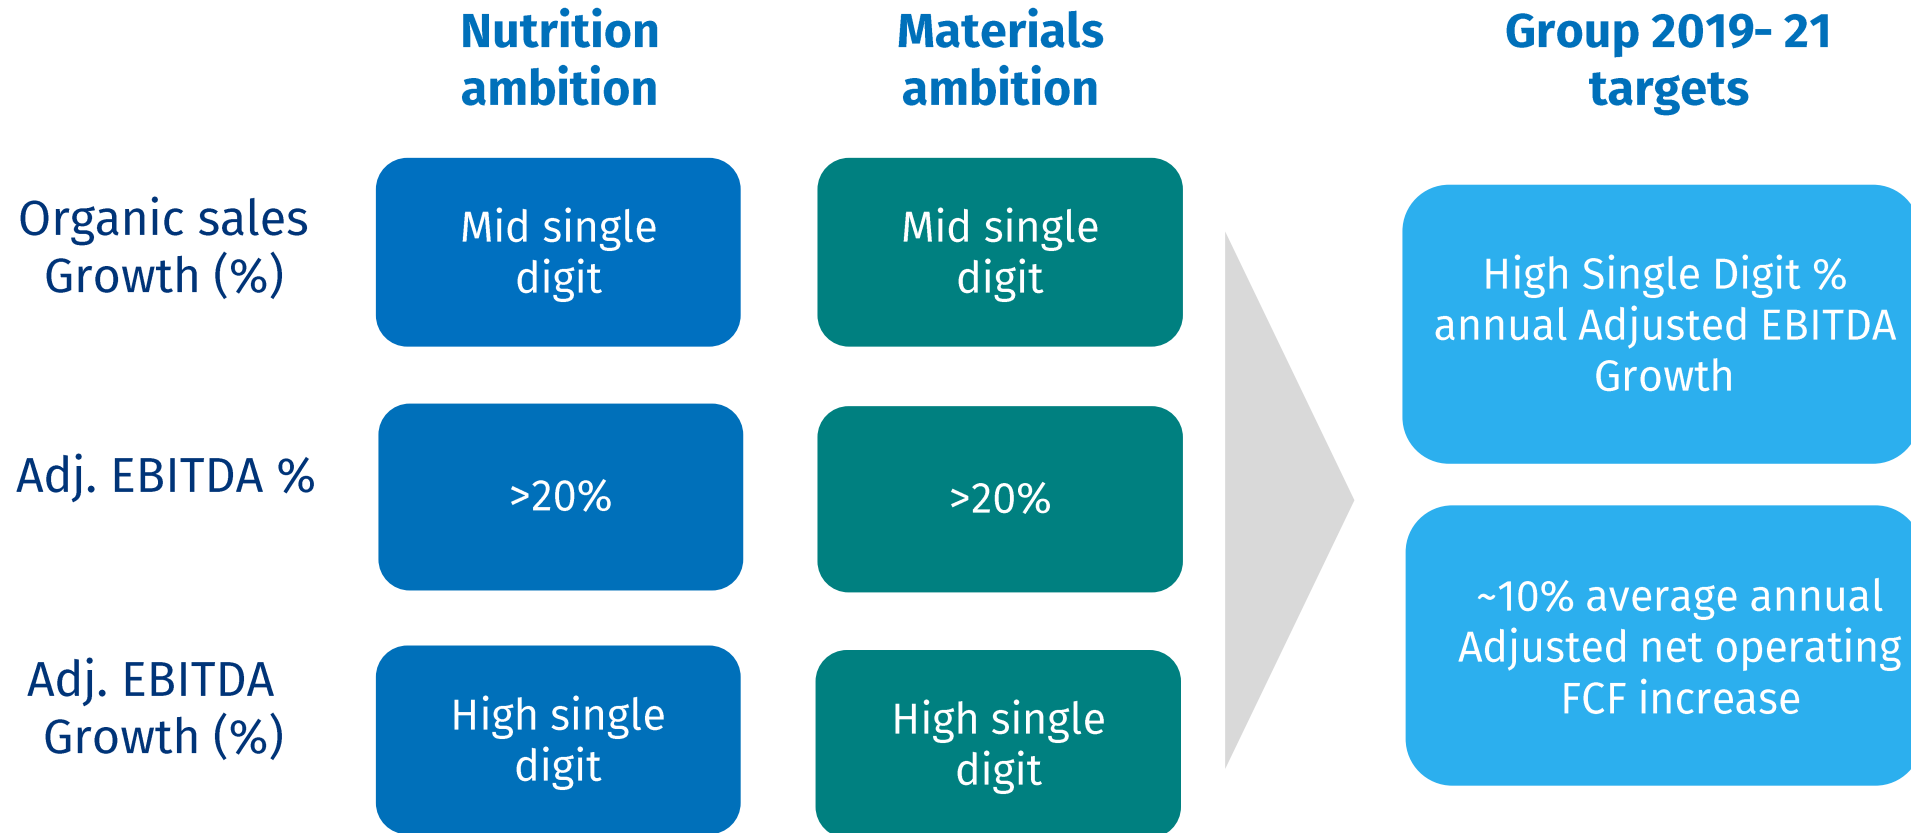 Nutrition
ambition
Materials
ambition
Group 2019- 21
targets
Organic sales
Growth (%)
Mid single
digit
Mid single
digit
High Single Digit %
annual Adjusted EBITDA
Growth
Adj. EBITDA %
>20%
>20%
~10% average annual
Adjusted net operating
FCF increase
Adj. EBITDA
Growth (%)
High single
digit
High single
digit